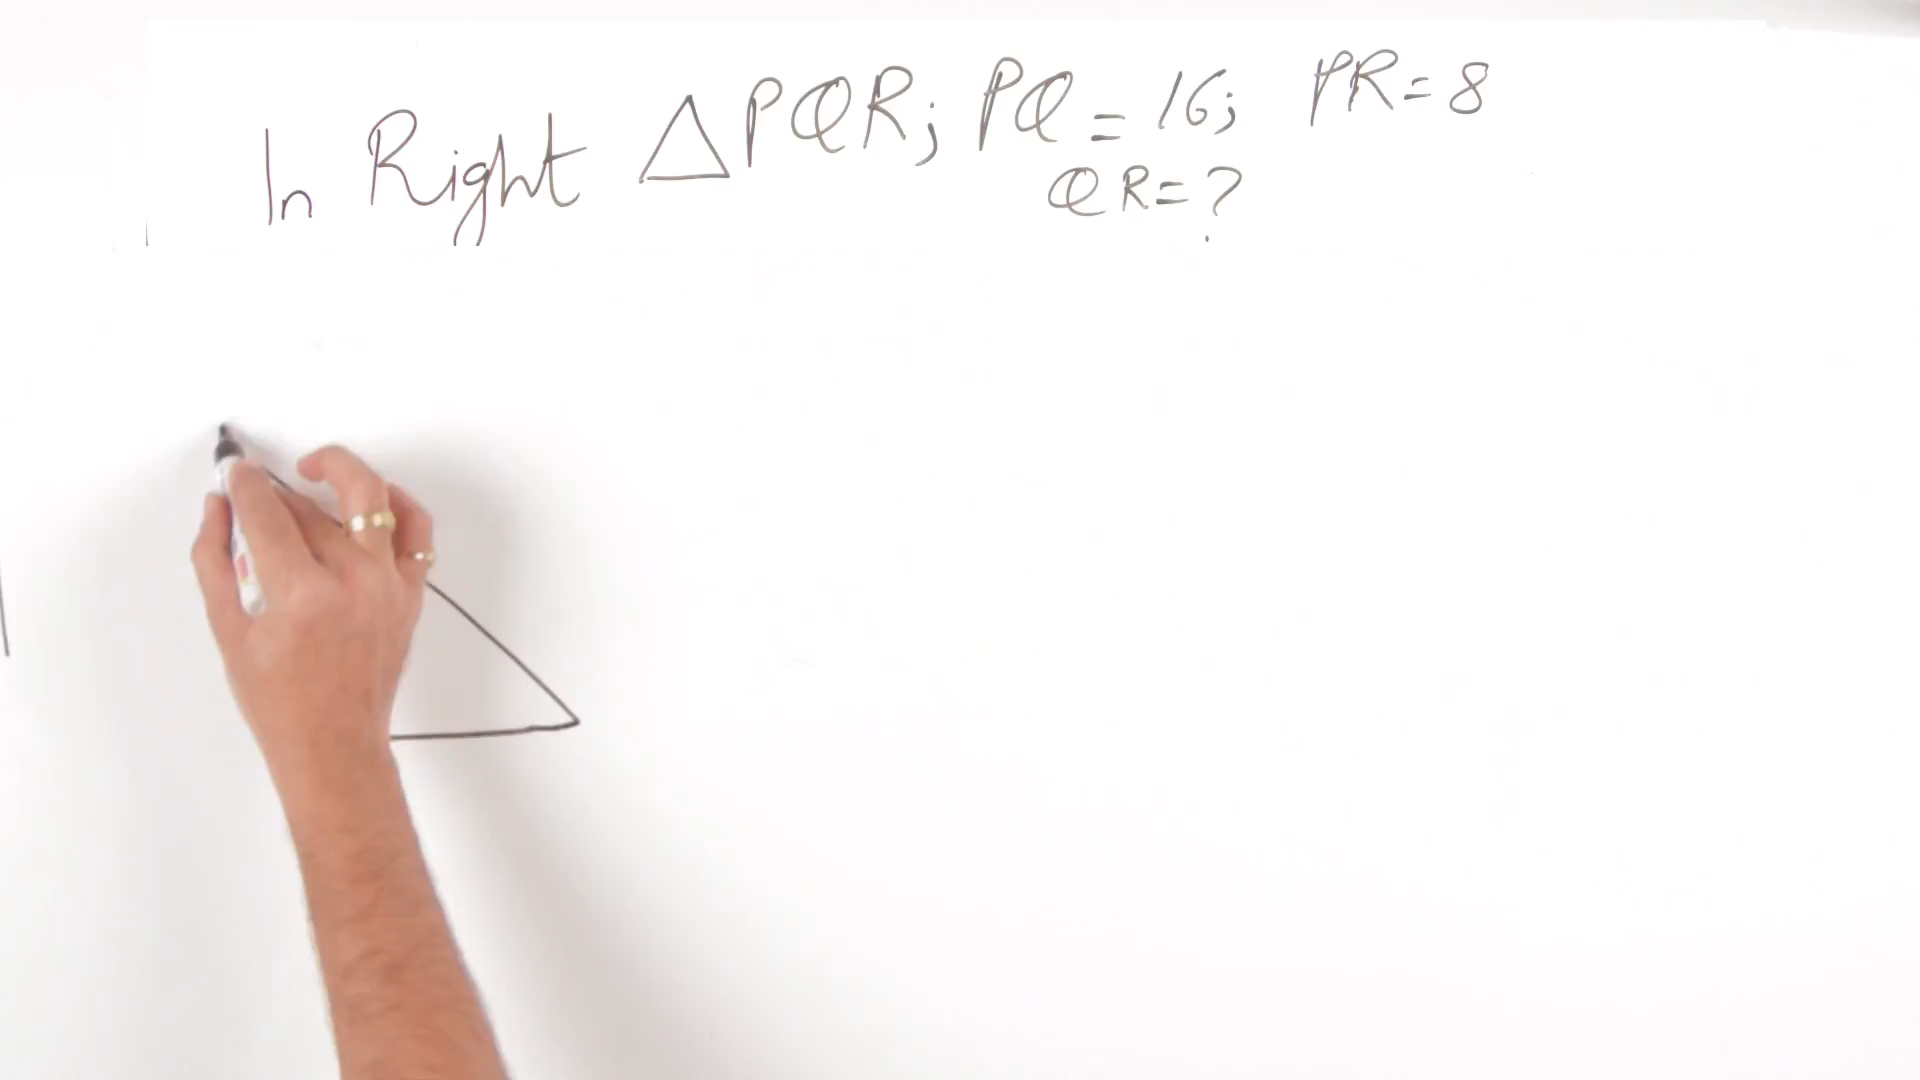 In Right △PQR; PQ = 16; PR = 8
QR = ?